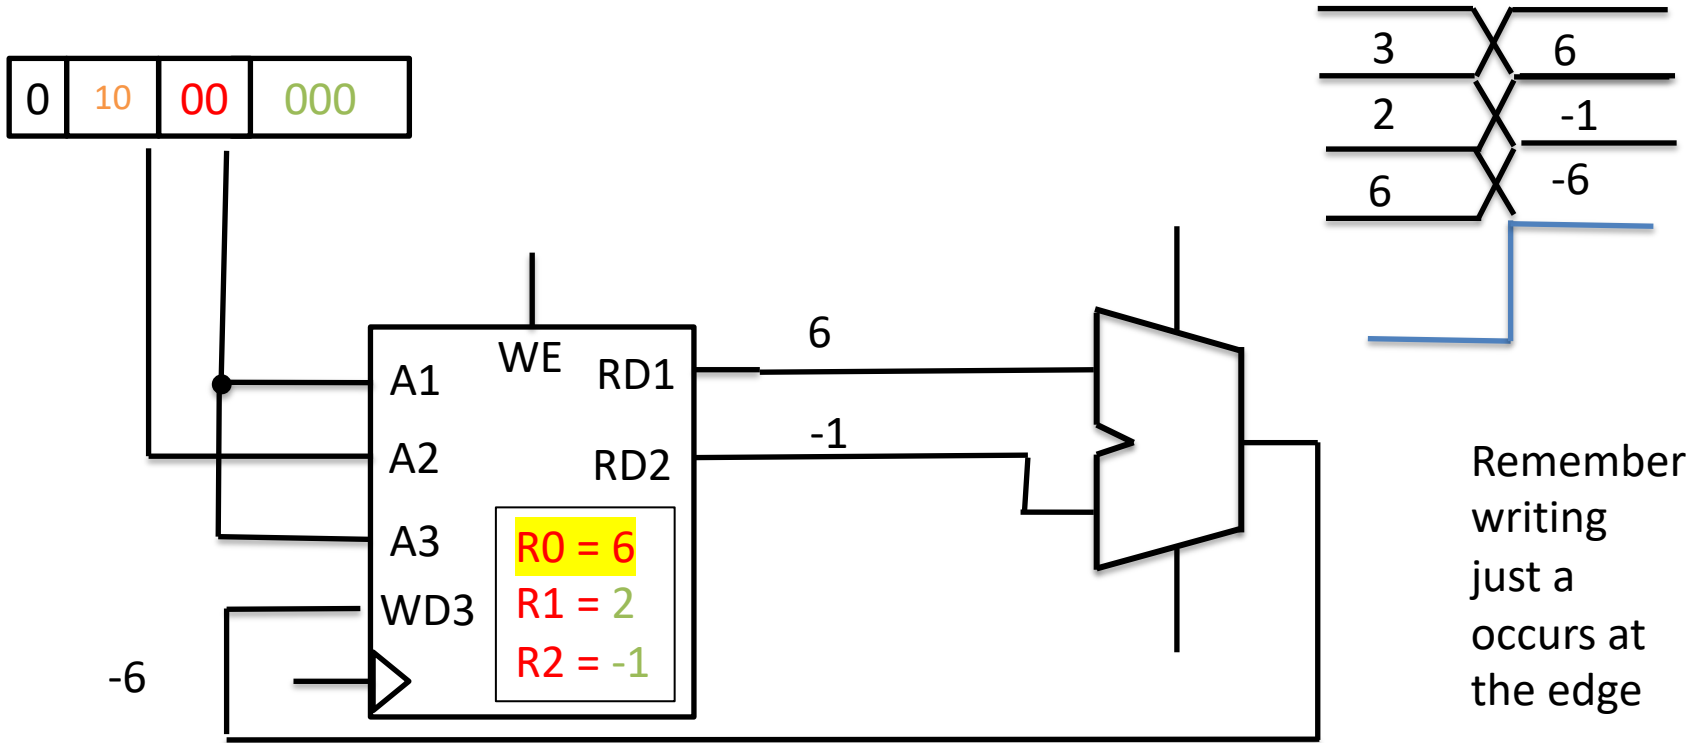 0 10 00 000
3 6
2 -1
6 -6
WE
6
A1 RD1
-1
A2 RD2
A3
R0 = 6
WD3
R1 = 2
R2 = -1
-6
Remember
writing
just a
occurs at
the edge